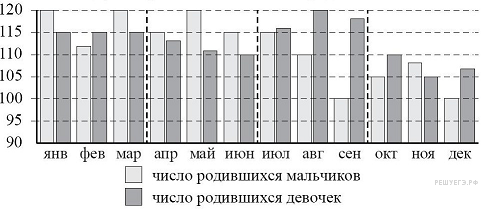 120
115
110
105
100
95
90
янв фев мар апр май июн июл авг сен окт ноя дек
число родившихся мальчиков
число родившихся девочек
РЕШУЕГЭ.РФ